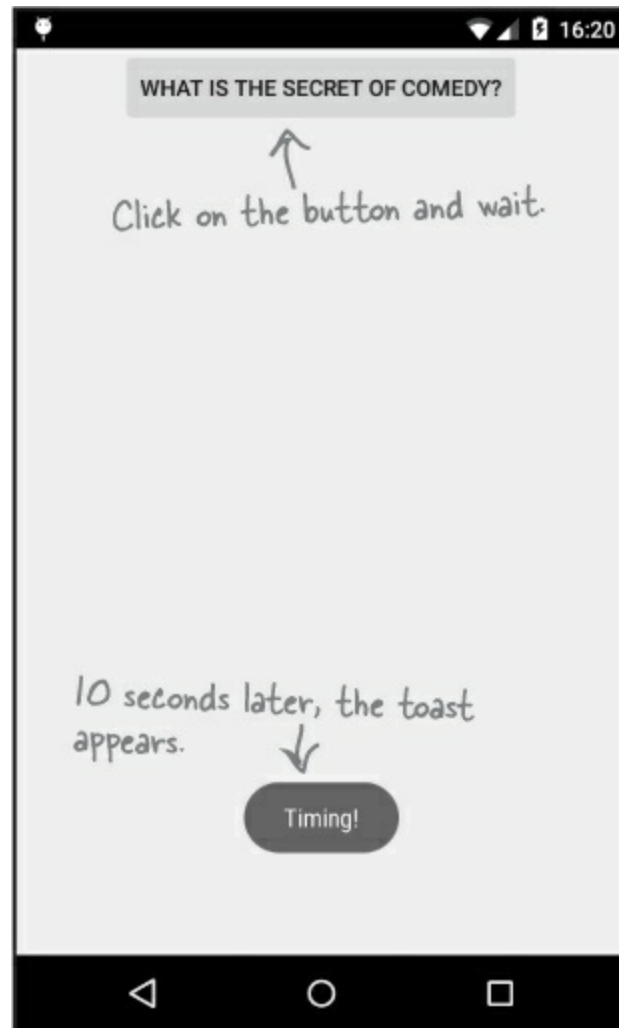 16:20
WHAT IS THE SECRET OF COMEDY?
Click on the button and wait.
10 seconds later, the toast
appears.
Timing!